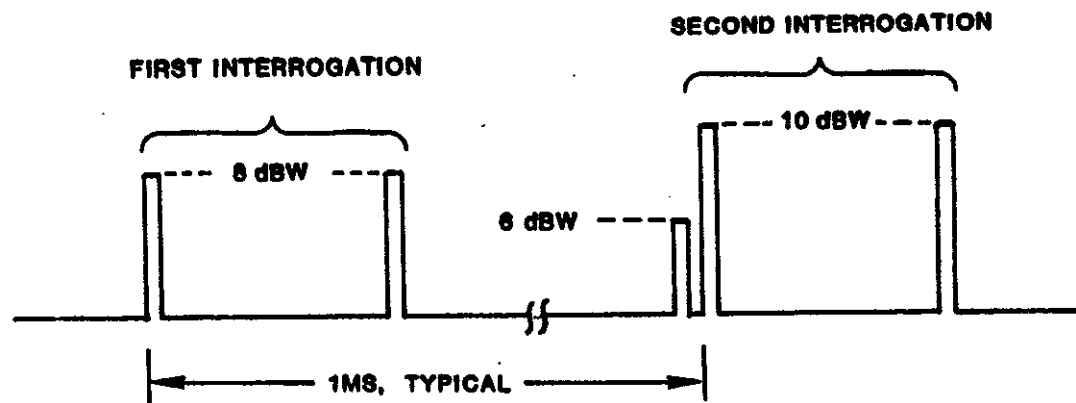 SECOND INTERROGATION
FIRST INTERROGATION
10 dBW
8 dBW
6 dBW
1MS, TYPICAL